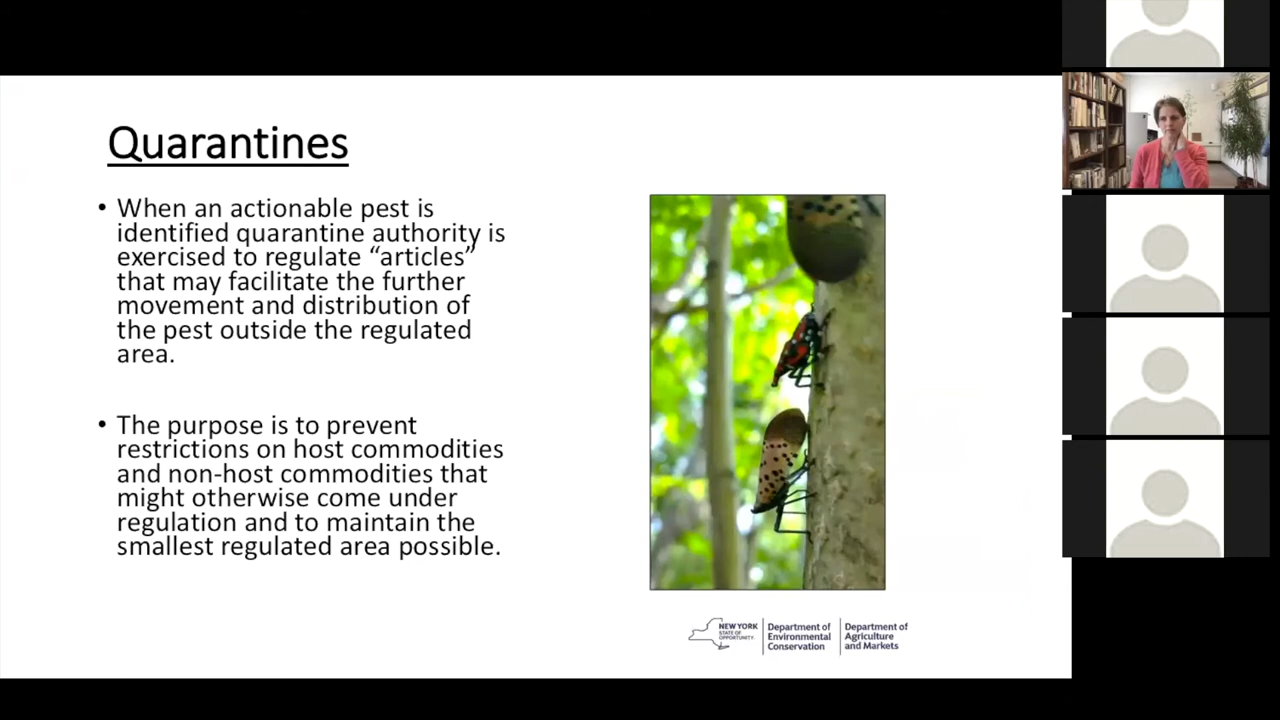 Quarantines
• When an actionable pest is
identified quarantine authority is
exercised to regulate “articles”
that may facilitate the further
movement and distribution of
the pest outside the regulated
area.
• The purpose is to prevent
restrictions on host commodities
and non-host commodities that
might otherwise come under
regulation and to maintain the
smallest regulated area possible.
NEW YORK
STATE OF
OPPORTUNITY
Department of
Environmental
Conservation
Department of
Agriculture
and Markets